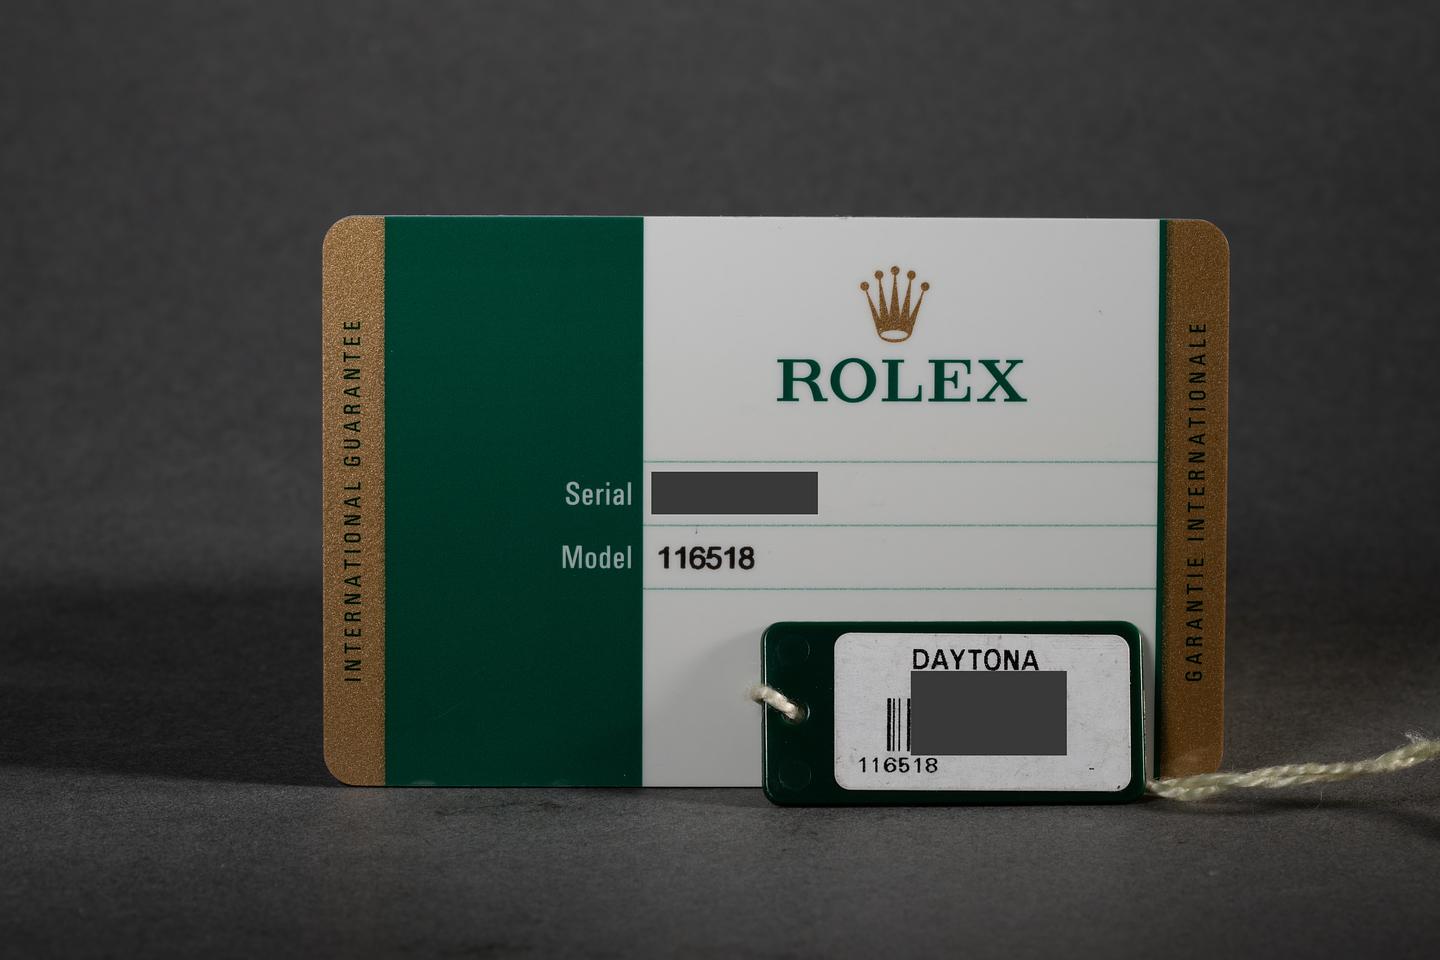 INTERNATIONAL GUARANTEE
ROLEX
Serial
Model 116518
GARANTIE INTERNATIONALE
DAYTONA
116518